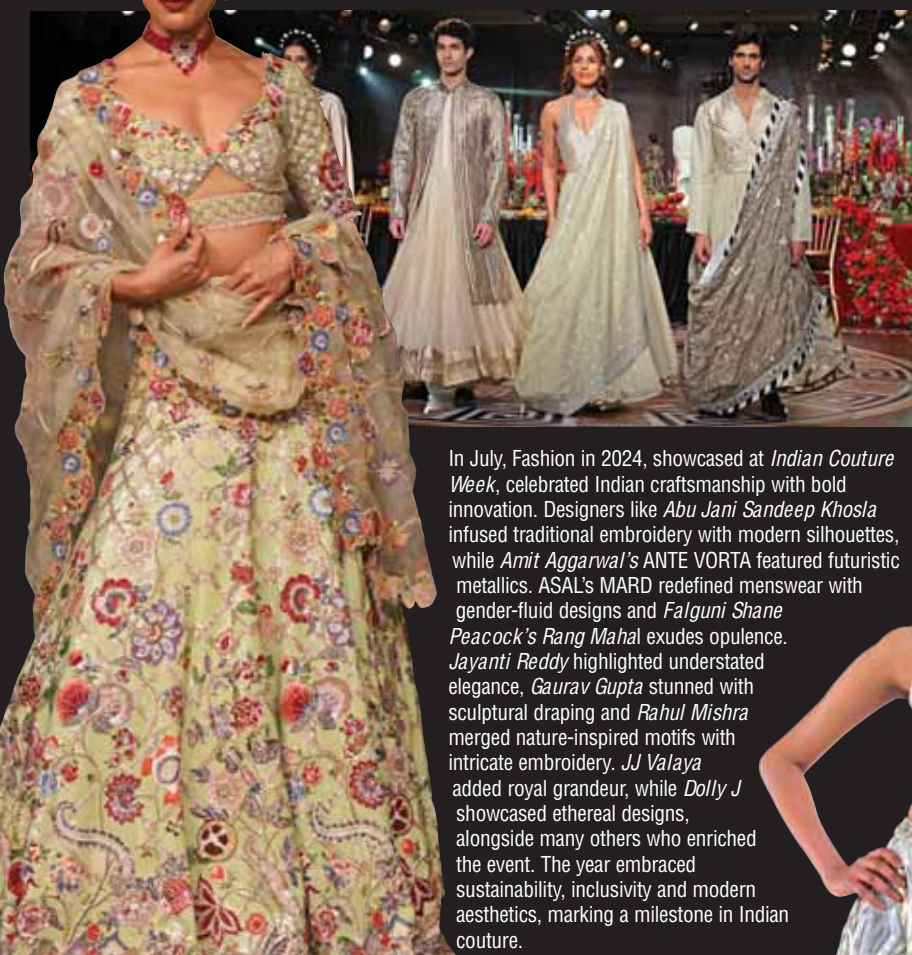 In July, Fashion in 2024, showcased at Indian Couture
Week, celebrated Indian craftsmanship with bold
innovation. Designers like Abu Jani Sandeep Khosla
infused traditional embroidery with modern silhouettes,
while Amit Aggarwal's ANTE VORTA featured futuristic
metallics. ASAL's MARD redefined menswear with
gender-fluid designs and Falguni Shane
Peacock's Rang Mahal exudes opulence.
Jayanti Reddy highlighted understated
elegance, Gaurav Gupta stunned with
sculptural draping and Rahul Mishra
merged nature-inspired motifs with
intricate embroidery. JJ Valaya
added royal grandeur, while Dolly J
showcased ethereal designs,
alongside many others who enriched
the event. The year embraced
sustainability, inclusivity and modern
aesthetics, marking a milestone in Indian
couture.